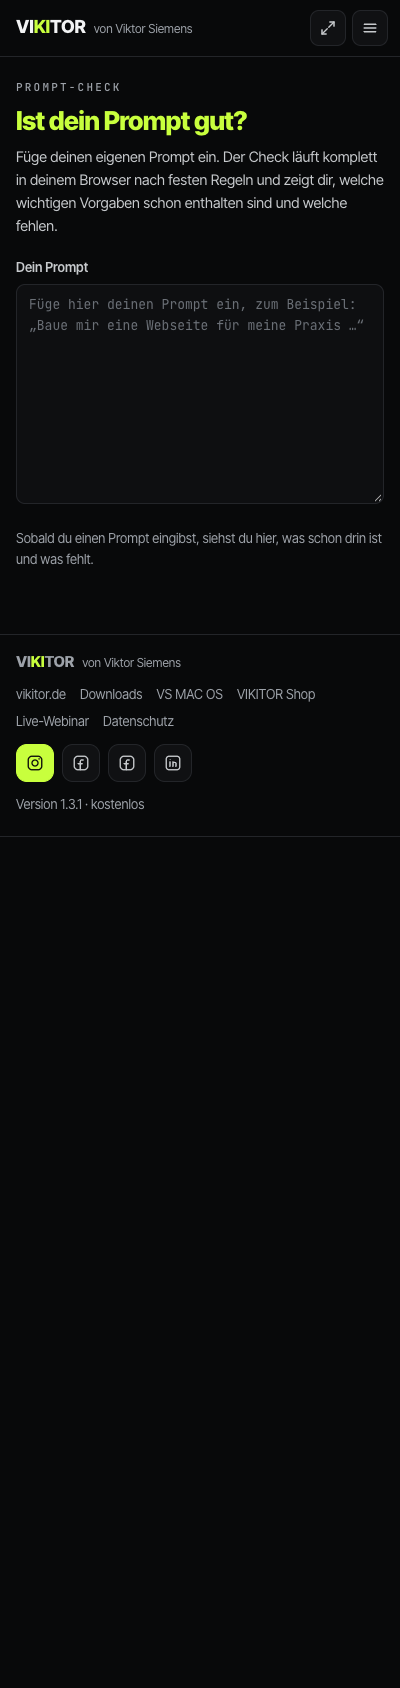 VIKITOR von Viktor Siemens
PROMPT-CHECK
Ist dein Prompt gut?
Füge deinen eigenen Prompt ein. Der Check läuft komplett
in deinem Browser nach festen Regeln und zeigt dir, welche
wichtigen Vorgaben schon enthalten sind und welche
fehlen.
Dein Prompt
Füge hier deinen Prompt ein, zum Beispiel:
„Baue mir eine Webseite für meine Praxis …“
Sobald du einen Prompt eingibst, siehst du hier, was schon drin ist
und was fehlt.
VIKITOR von Viktor Siemens
vikitor.de Downloads VS MAC OS VIKITOR Shop
Live-Webinar Datenschutz
Version 1.3.1 · kostenlos